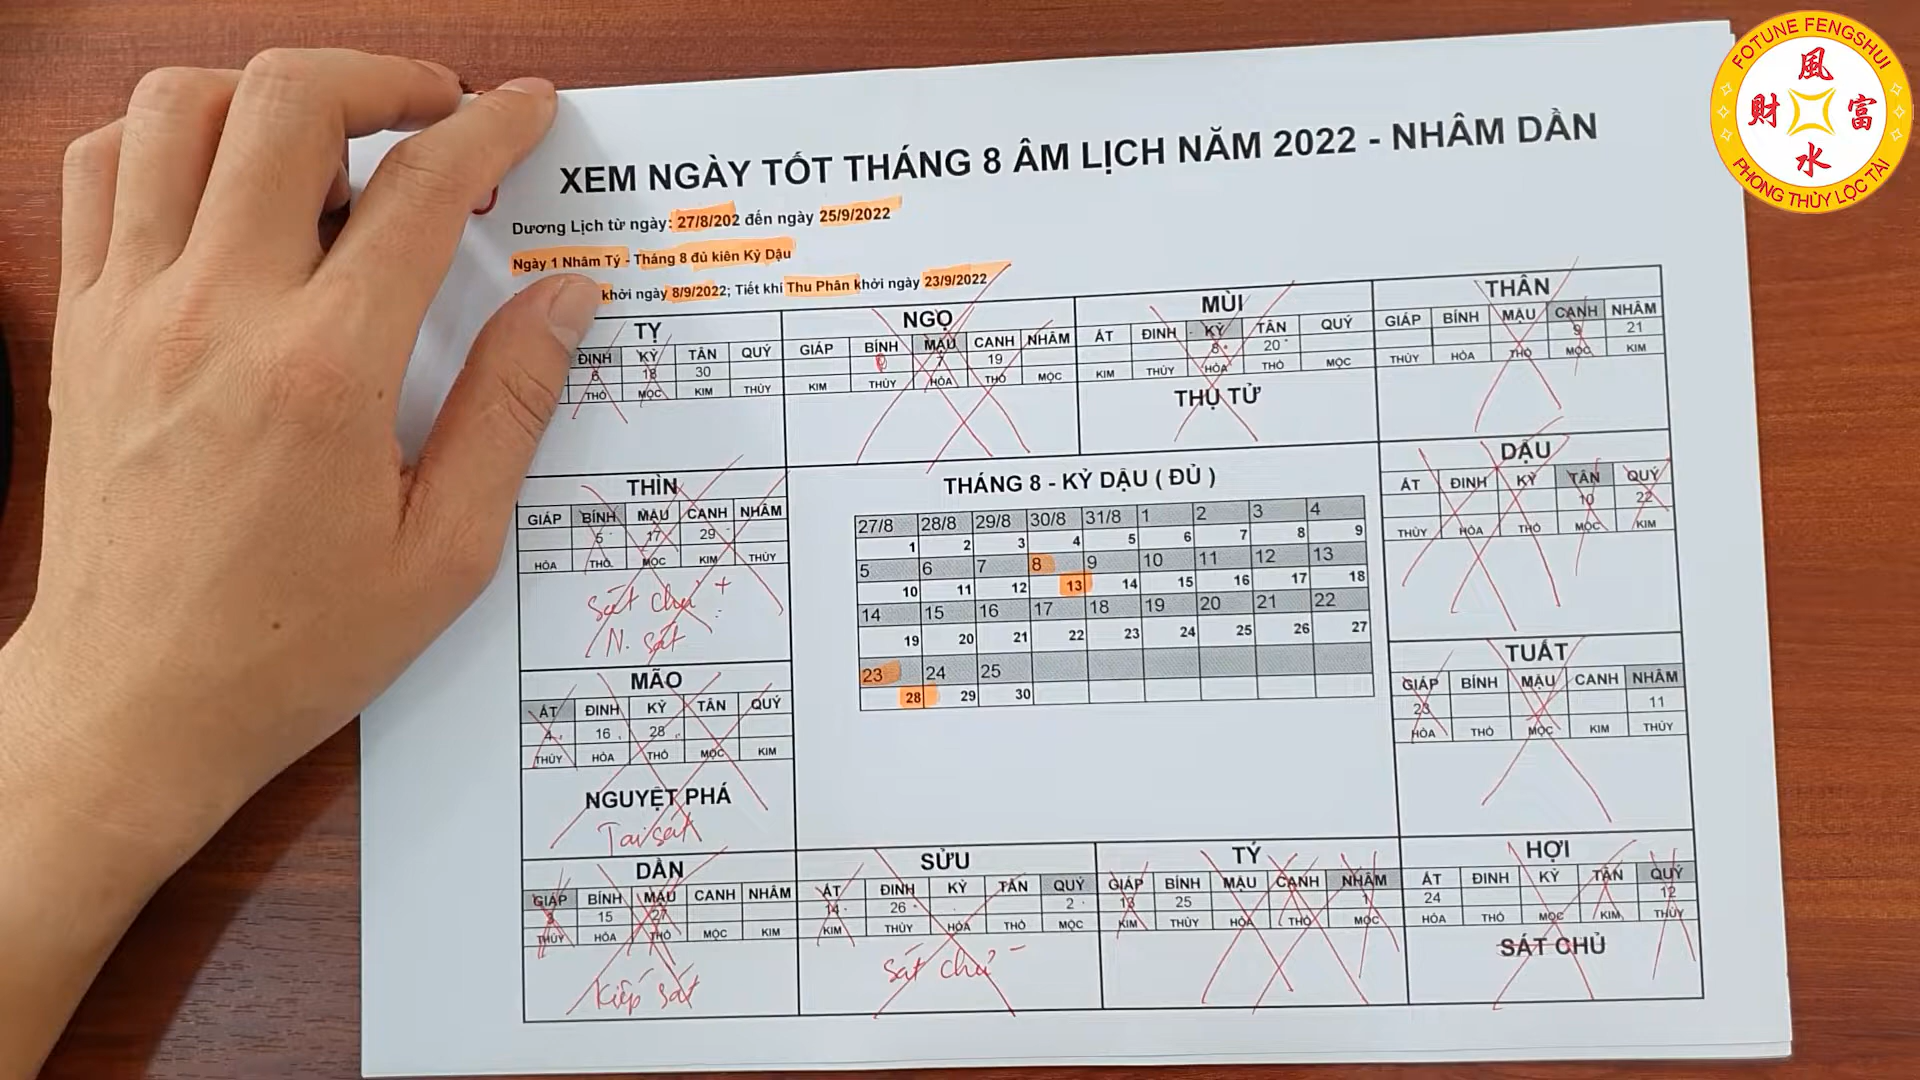 FOTUNE FENGSHUI
風
財 富
水
PHONG THỦY LỘC TÀI
XEM NGÀY TỐT THÁNG 8 ÂM LỊCH NĂM 2022 - NHÂM DẦN
Dương Lịch từ ngày: 27/8/202 đến ngày 25/9/2022
Ngày 1 Nhâm Tý - Tháng 8 đủ kiên Kỷ Dậu
khởi ngày 8/9/2022; Tiết khí Thu Phân khởi ngày 23/9/2022
TỴ
ĐINH KỶ TÂN QUÝ
6 18 30
THỔ MỘC KIM THỦY
NGỌ
GIÁP BÍNH MẬU CANH NHÂM
7 19
KIM THỦY HỎA THỔ MỘC
MÙI
ẤT ĐINH KỶ TÂN QUÝ
8 20
KIM THỦY HỎA THỔ MỘC
THỤ TỬ
THÂN
GIÁP BÍNH MẬU CANH NHÂM
9 21
THỦY HỎA THỔ MỘC KIM
THÌN
GIÁP BÍNH MẬU CANH NHÂM
5 17 29
HỎA THỔ MỘC KIM THỦY
Sát chủ +
N. sát
THÁNG 8 - KỶ DẬU ( ĐỦ )
27/8 28/8 29/8 30/8 31/8 1 2 3 4
1 2 3 4 5 6 7 8 9
5 6 7 8 9 10 11 12 13
10 11 12 13 14 15 16 17 18
14 15 16 17 18 19 20 21 22
19 20 21 22 23 24 25 26 27
23 24 25
28 29 30
DẬU
ẤT ĐINH KỶ TÂN QUÝ
10 22
THỦY HỎA THỔ MỘC KIM
MÃO
ẤT ĐINH KỶ TÂN QUÝ
4 16 28
THỦY HỎA THỔ MỘC KIM
NGUYỆT PHÁ
Tai sát
TUẤT
GIÁP BÍNH MẬU CANH NHÂM
23 11
HỎA THỔ MỘC KIM THỦY
DẦN
GIÁP BÍNH MẬU CANH NHÂM
3 15 27
THỦY HỎA THỔ MỘC KIM
Kiếp sát
SỬU
ẤT ĐINH KỶ TÂN QUÝ
14 26 2
KIM THỦY HỎA THỔ MỘC
Sát chủ -
TÝ
GIÁP BÍNH MẬU CANH NHÂM
13 25 1
KIM THỦY HỎA THỔ MỘC
HỢI
ẤT ĐINH KỶ TÂN QUÝ
24 12
HỎA THỔ MỘC KIM THỦY
SÁT CHỦ